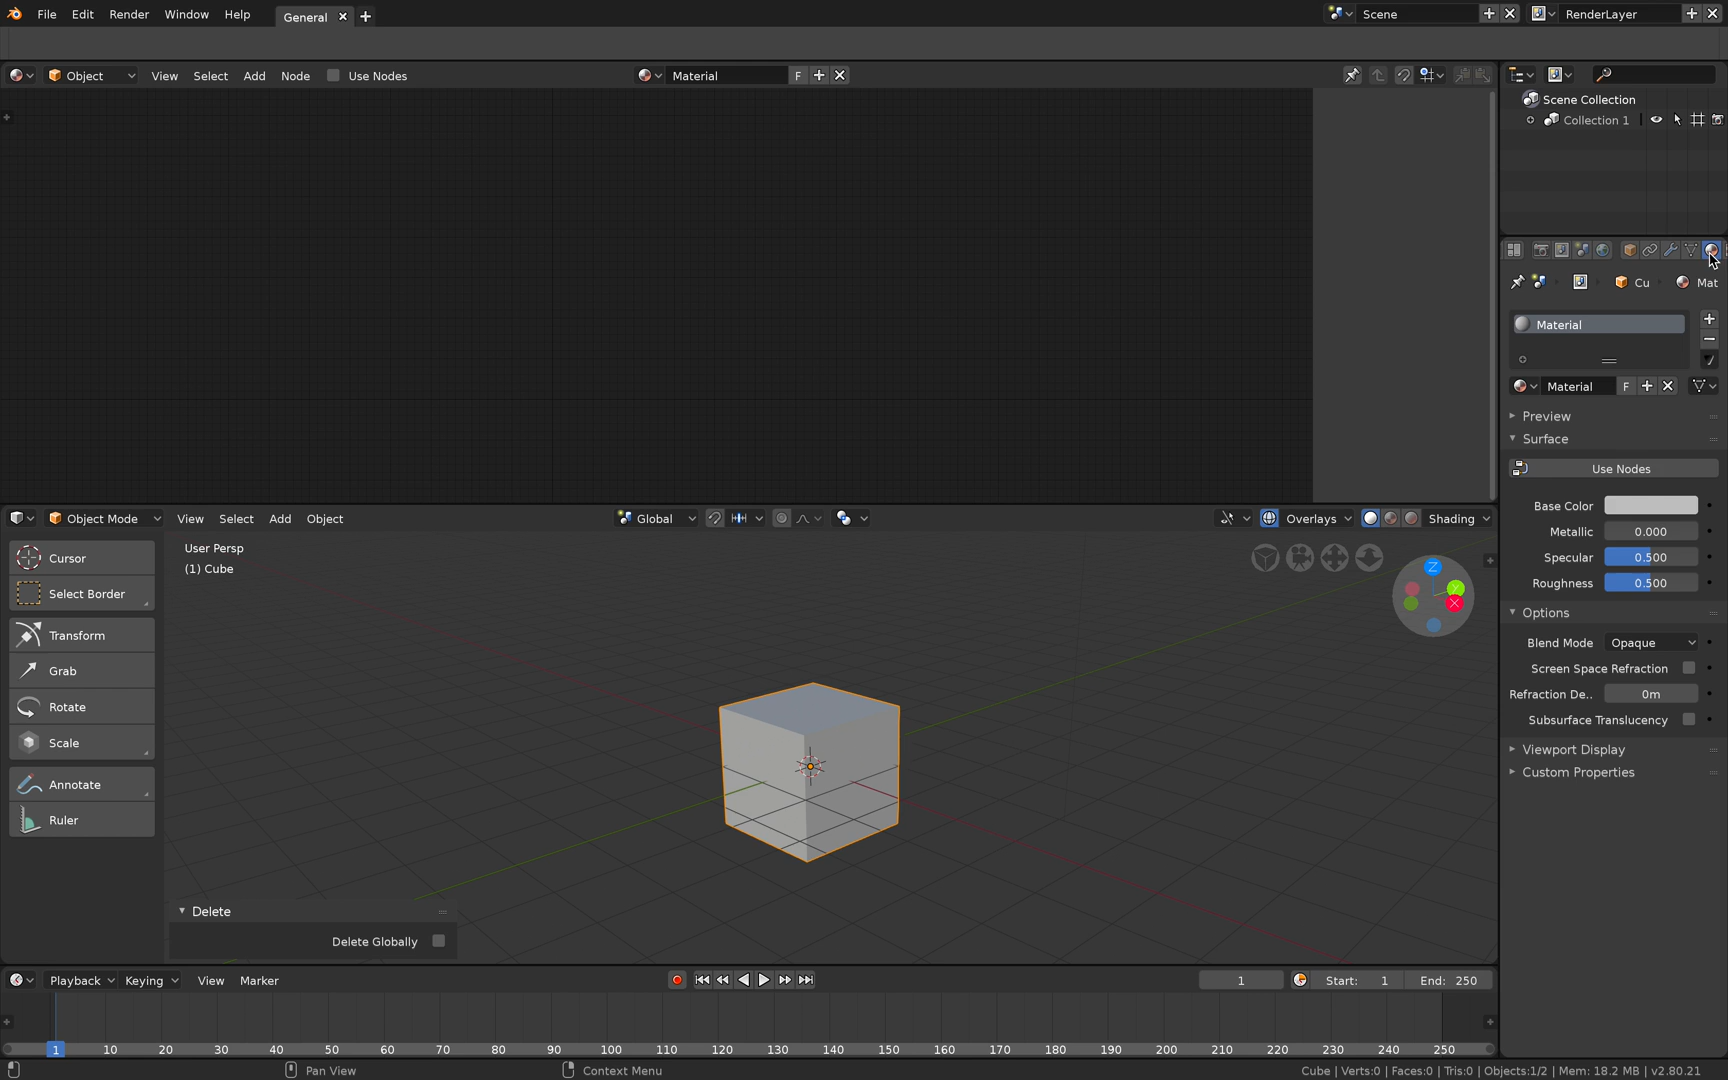 File Edit Render Window Help General Scene RenderLayer
Object View Select Add Node Use Nodes Material F
Scene Collection
Collection 1
Cu Mat
Material
Material F
Preview
Surface
Use Nodes
Base Color
Metallic 0.000
Specular 0.500
Roughness 0.500
Options
Blend Mode Opaque
Screen Space Refraction
Refraction De.. 0m
Subsurface Translucency
Viewport Display
Custom Properties
Object Mode View Select Add Object Global Overlays Shading
User Persp
(1) Cube
Z
Y
X
Cursor
Select Border
Transform
Grab
Rotate
Scale
Annotate
Ruler
Delete
Delete Globally
Playback Keying View Marker 1 Start: 1 End: 250
1 10 20 30 40 50 60 70 80 90 100 110 120 130 140 150 160 170 180 190 200 210 220 230 240 250
Pan View Context Menu Cube | Verts:0 | Faces:0 | Tris:0 | Objects:1/2 | Mem: 18.2 MB | v2.80.21